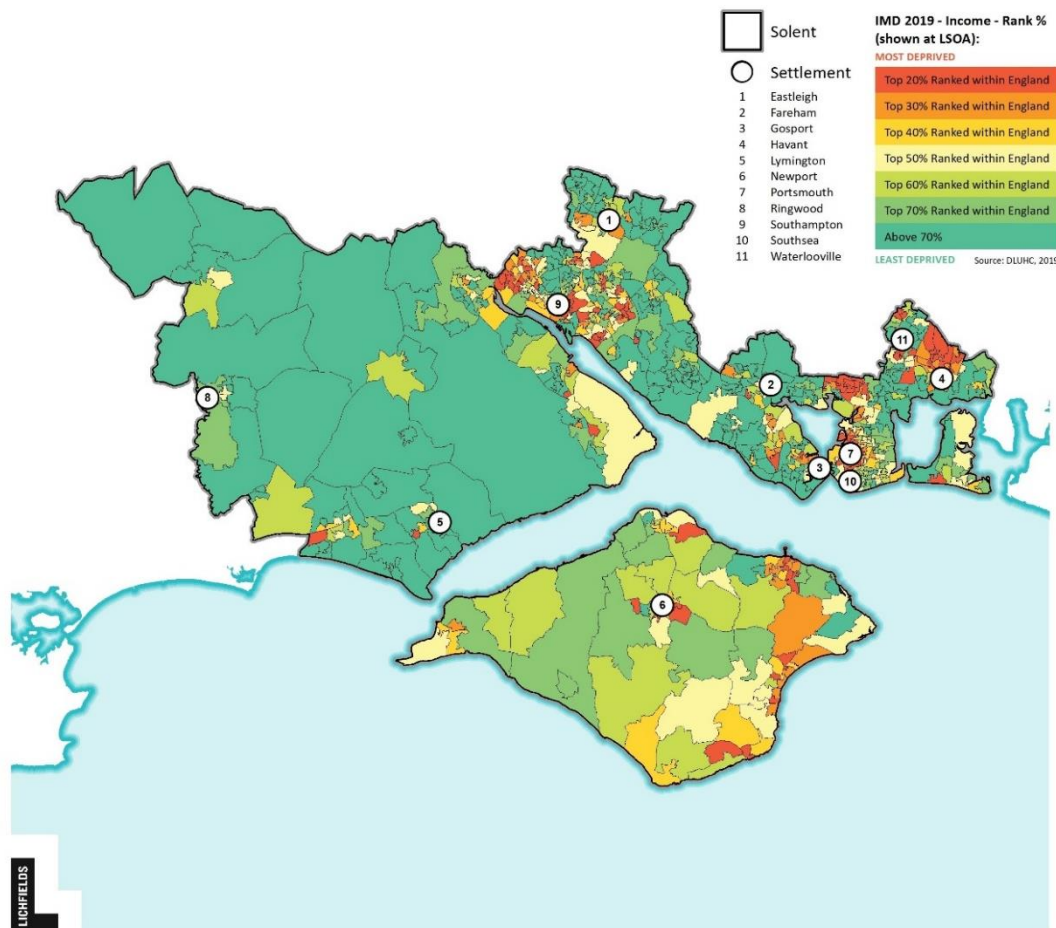 Solent
Settlement
1 Eastleigh
2 Fareham
3 Gosport
4 Havant
5 Lymington
6 Newport
7 Portsmouth
8 Ringwood
9 Southampton
10 Southsea
11 Waterlooville
IMD 2019 - Income - Rank %
(shown at LSOA):
MOST DEPRIVED
Top 20% Ranked within England
Top 30% Ranked within England
Top 40% Ranked within England
Top 50% Ranked within England
Top 60% Ranked within England
Top 70% Ranked within England
Above 70%
LEAST DEPRIVED Source: DLUHC, 2019
1
9
11
2
4
8
7
3
10
5
6
LICHFIELDS